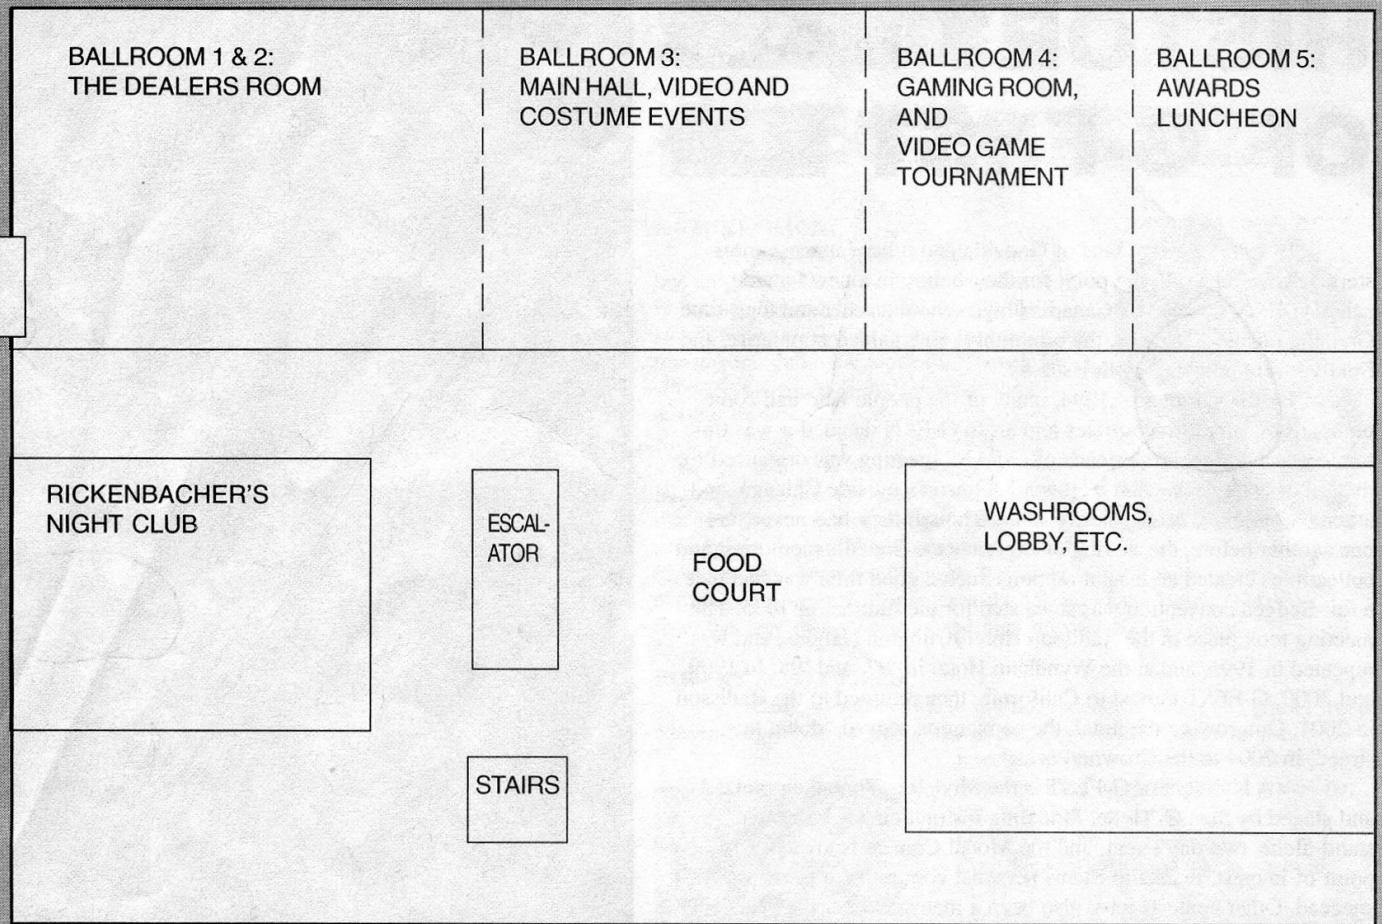 BALLROOM 1 & 2:
THE DEALERS ROOM
BALLROOM 3:
MAIN HALL, VIDEO AND
COSTUME EVENTS
BALLROOM 4:
GAMING ROOM,
AND
VIDEO GAME
TOURNAMENT
BALLROOM 5:
AWARDS
LUNCHEON
RICKENBACHER'S
NIGHT CLUB
ESCAL-
ATOR
FOOD
COURT
WASHROOMS,
LOBBY, ETC.
STAIRS